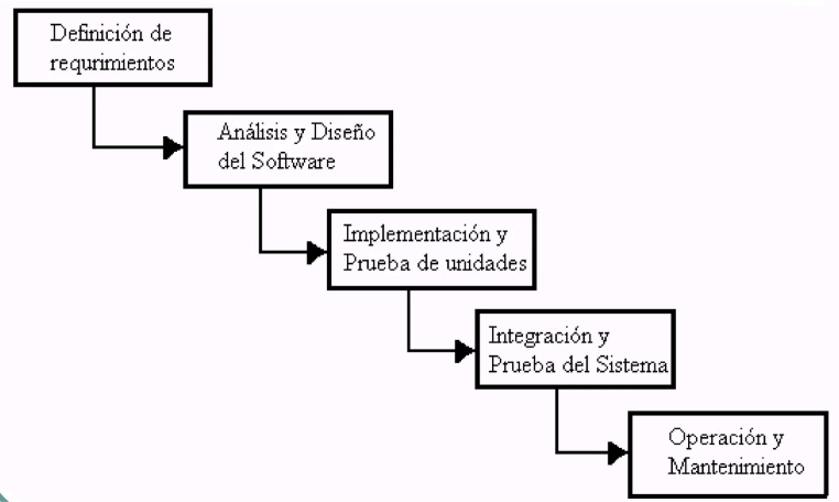 Definición de
requrimientos
Análisis y Diseño
del Software
Implementación y
Prueba de unidades
Integración y
Prueba del Sistema
Operación y
Mantenimiento